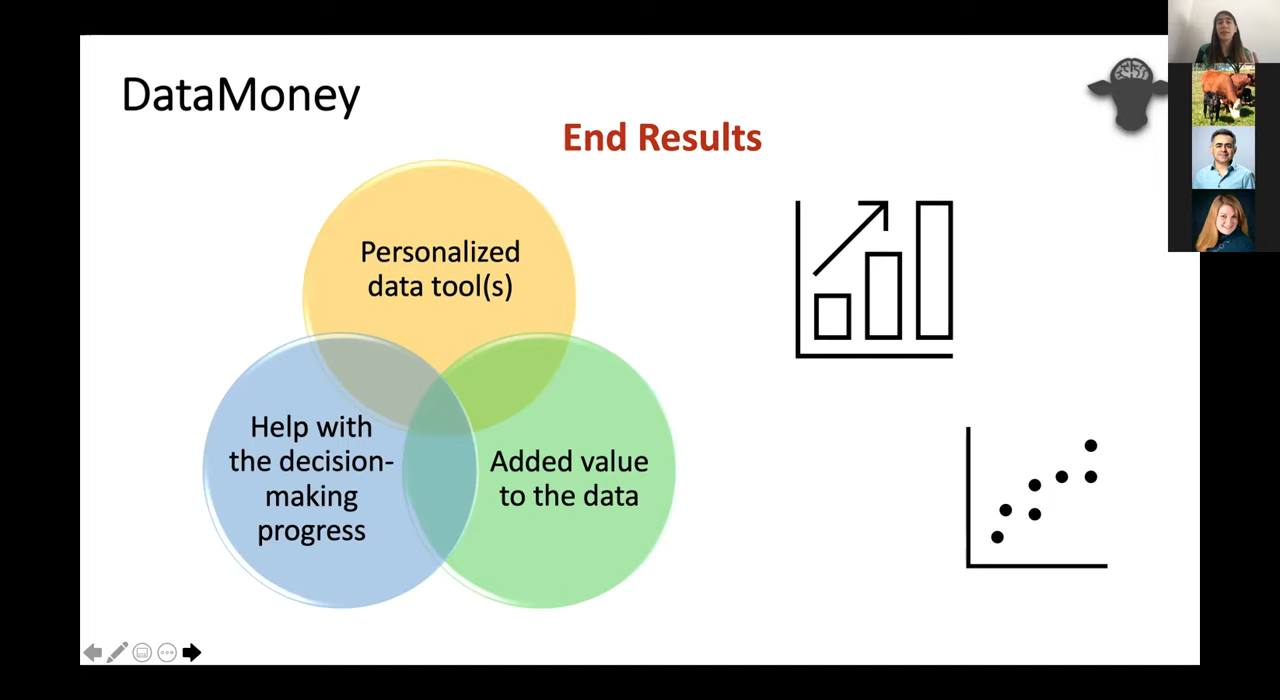 DataMoney
End Results
Personalized
data tool(s)
Help with
the decision-
making
progress
Added value
to the data